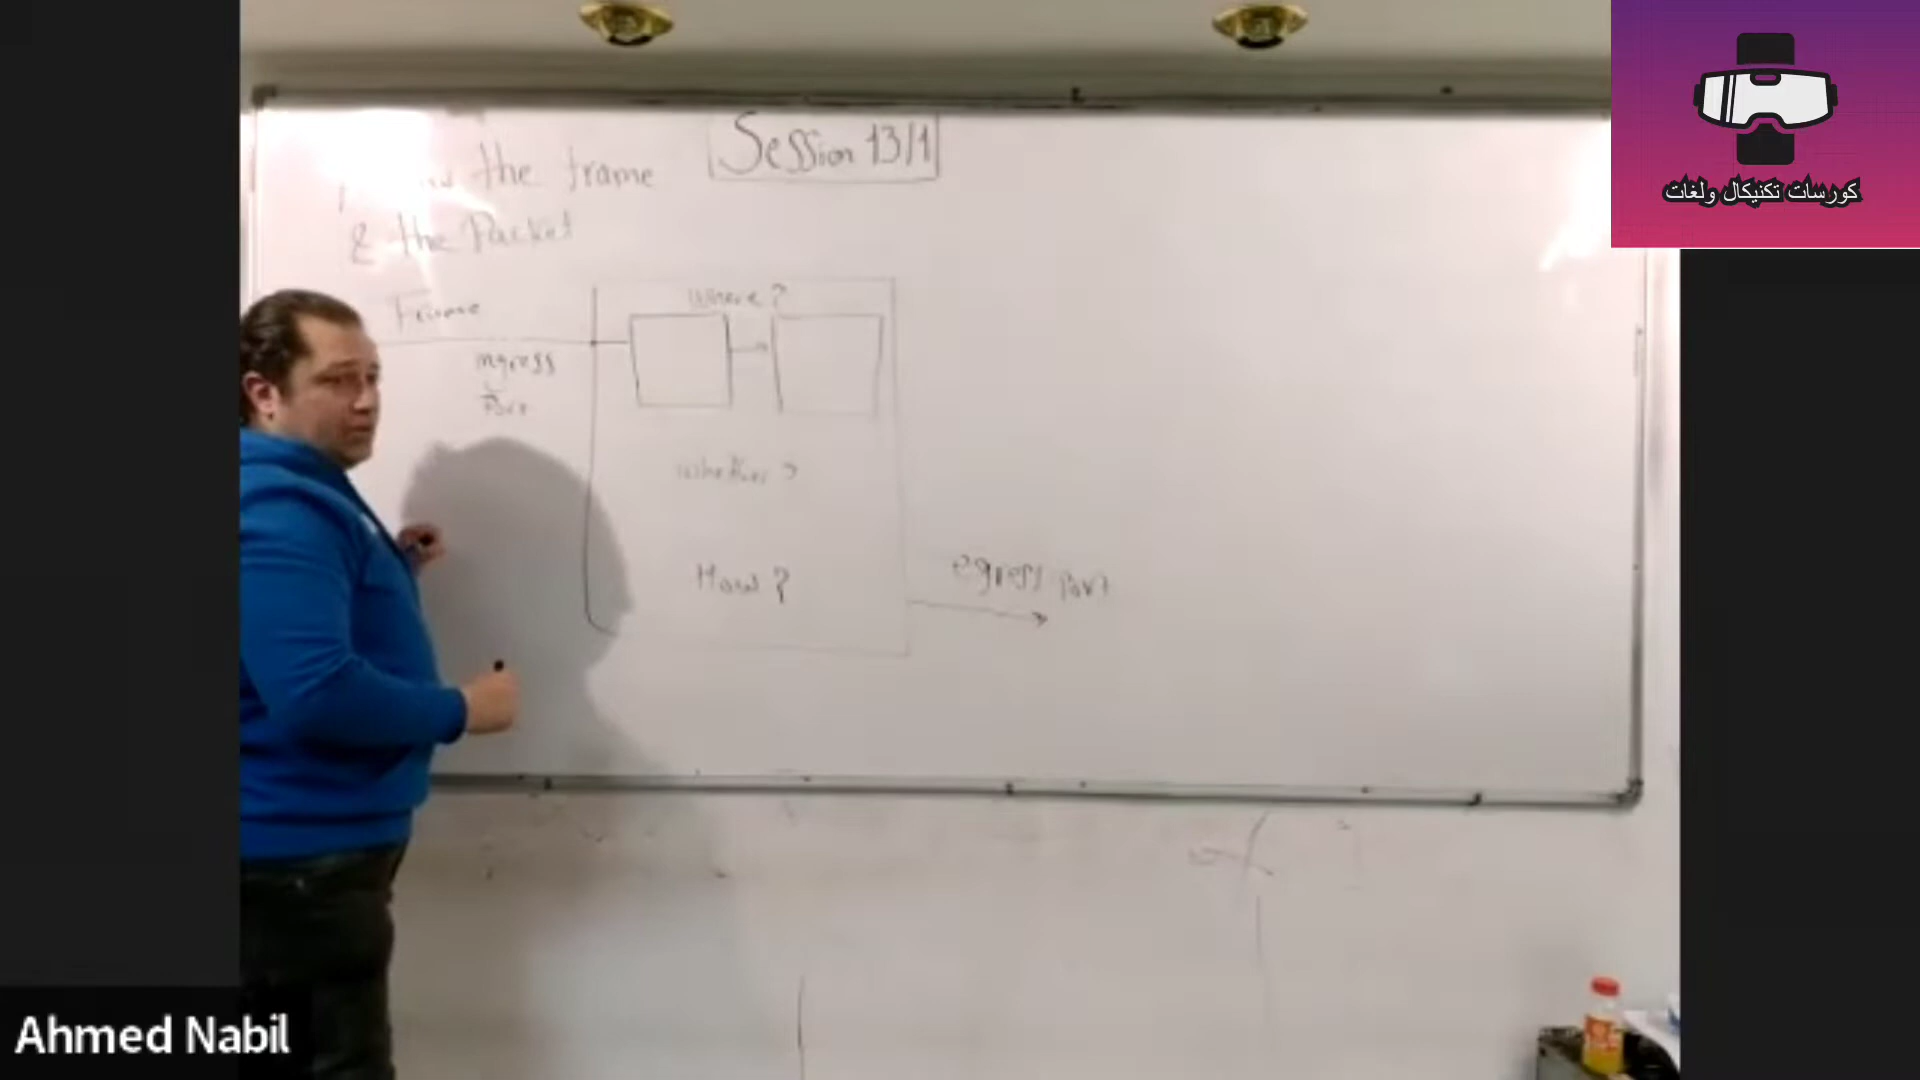 Session 13/1
the frame
& the Packet
Frame
Where ?
ingress
Port
Whether ?
How ?
egress Port
كورسات تكنيكال ولغات
Ahmed Nabil